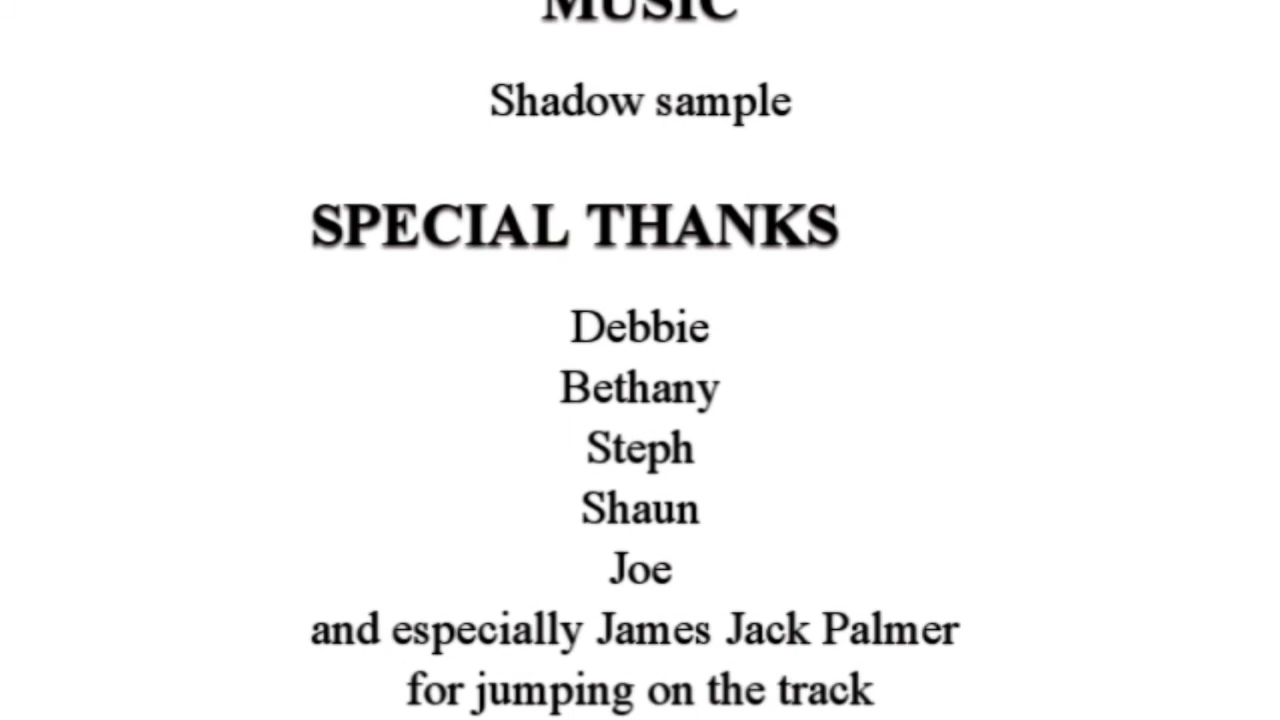 MUSIC
Shadow sample
SPECIAL THANKS
Debbie
Bethany
Steph
Shaun
Joe
and especially James Jack Palmer
for jumping on the track